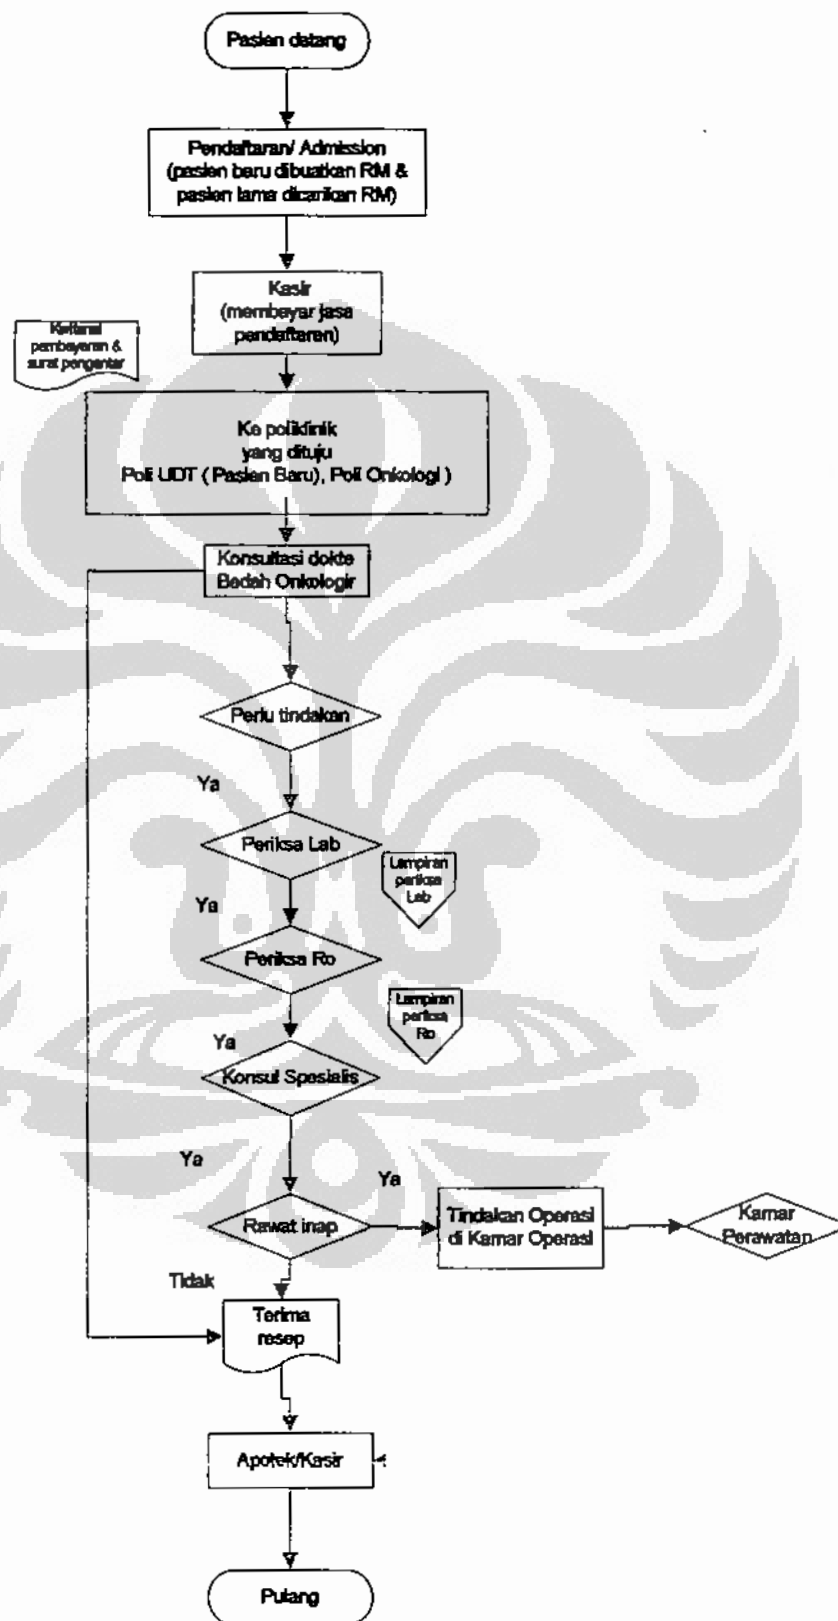 Pasien datang
Pendaftaran/ Admission
(pasien baru dibuatkan RM &
pasien lama dicarikan RM)
Kasir
(membayar jasa
pendaftaran)
Kwitansi
pembayaran &
surat pengantar
Ke poliklinik
yang dituju
Poli UDT ( Pasien Baru), Poli Onkologi )
Konsultasi dokte
Bedah Onkologir
Perlu tindakan
Ya
Periksa Lab
Lampiran
periksa
Lab
Ya
Periksa Ro
Lampiran
periksa
Ro
Ya
Konsul Spesialis
Ya
Ya
Rawat inap
Tindakan Operasi
di Kamar Operasi
Kamar
Perawatan
Tidak
Terima
resep
Apotek/Kasir
Pulang